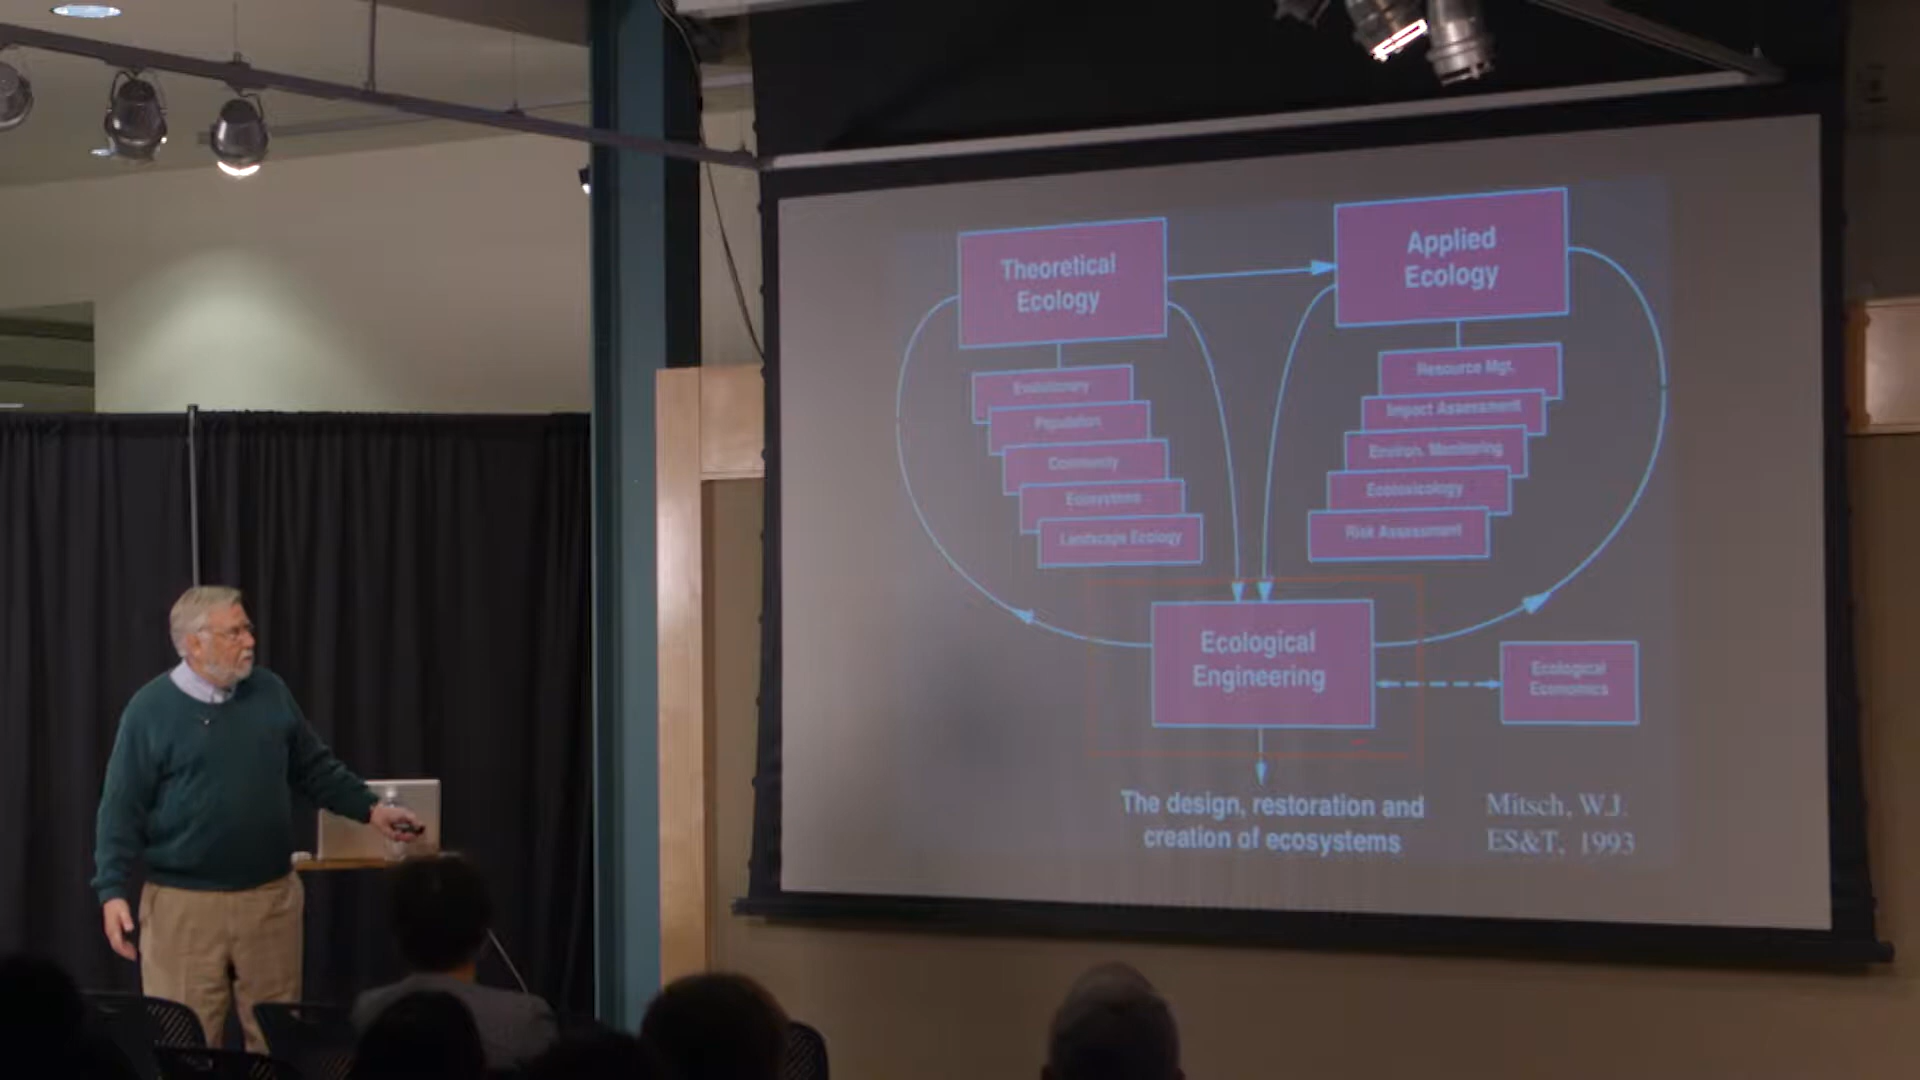 Theoretical
Ecology
Evolutionary
Population
Community
Ecosystem
Landscape Ecology
Applied
Ecology
Resource Mgt.
Impact Assessment
Environ. Monitoring
Ecotoxicology
Risk Assessment
Ecological
Engineering
Ecological
Economics
The design, restoration and
creation of ecosystems
Mitsch, W.J.
ES&T, 1993